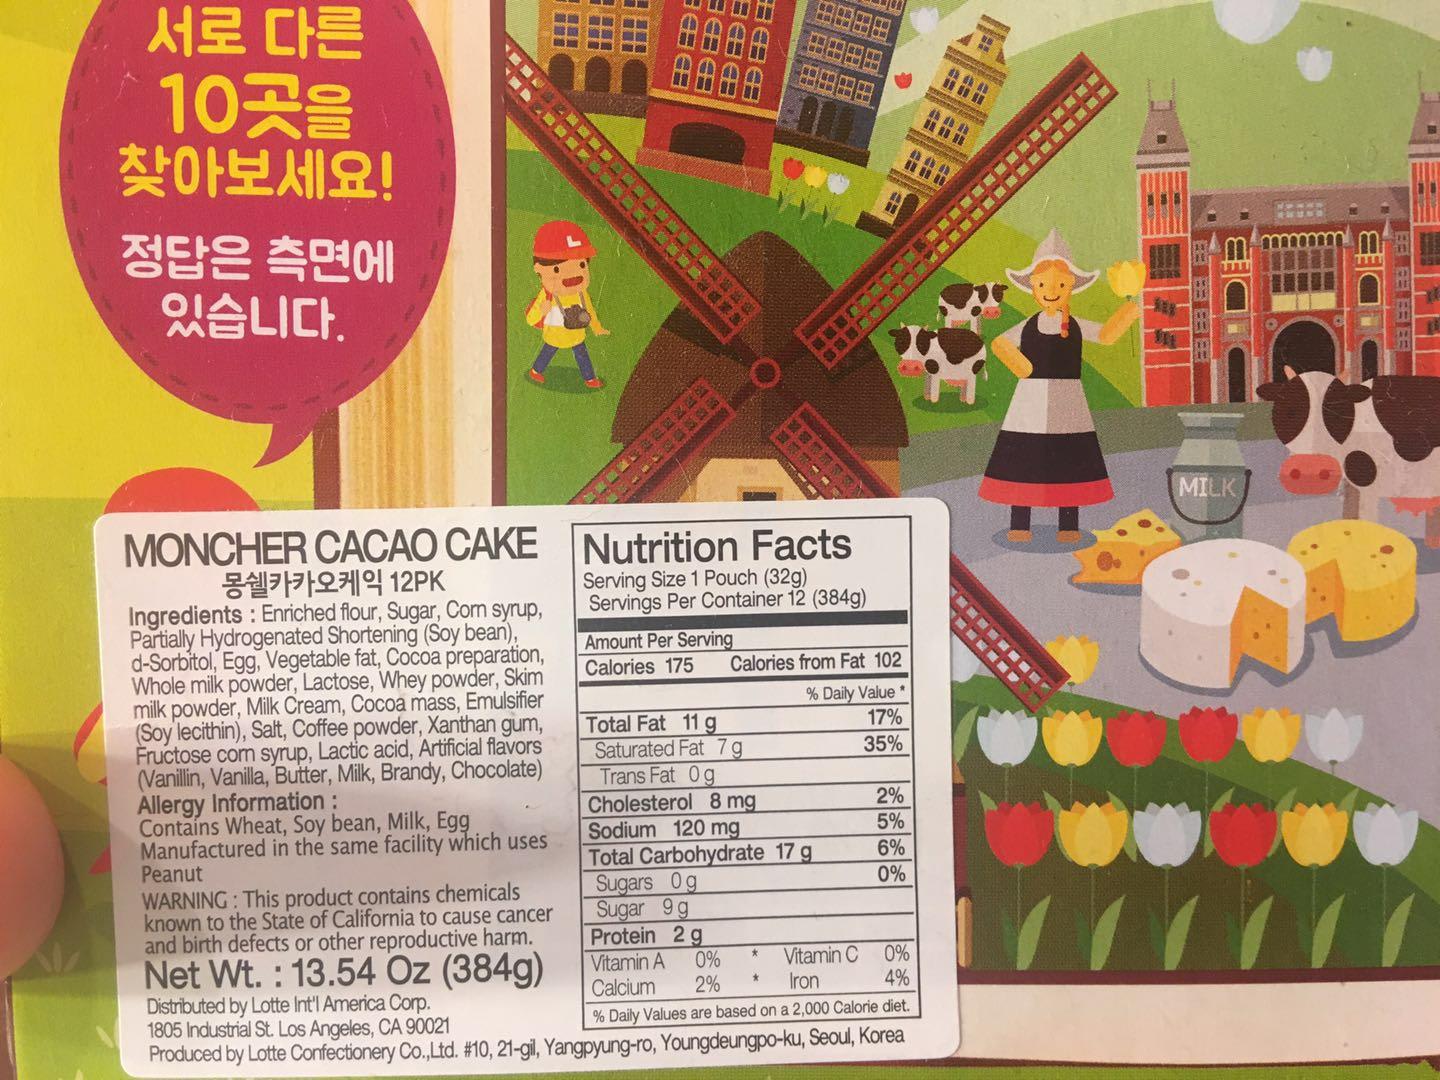 서로 다른
10곳을
찾아보세요!
정답은 측면에
있습니다.
L
MILK
MONCHER CACAO CAKE
몽쉘카카오케익 12PK
Ingredients : Enriched flour, Sugar, Corn syrup,
Partially Hydrogenated Shortening (Soy bean),
d-Sorbitol, Egg, Vegetable fat, Cocoa preparation,
Whole milk powder, Lactose, Whey powder, Skim
milk powder, Milk Cream, Cocoa mass, Emulsifier
(Soy lecithin), Salt, Coffee powder, Xanthan gum,
Fructose corn syrup, Lactic acid, Artificial flavors
(Vanillin, Vanilla, Butter, Milk, Brandy, Chocolate)
Allergy Information :
Contains Wheat, Soy bean, Milk, Egg
Manufactured in the same facility which uses
Peanut
WARNING : This product contains chemicals
known to the State of California to cause cancer
and birth defects or other reproductive harm.
Net Wt. : 13.54 Oz (384g)
Distributed by Lotte Int'l America Corp.
1805 Industrial St. Los Angeles, CA 90021
Produced by Lotte Confectionery Co.,Ltd. #10, 21-gil, Yangpyung-ro, Youngdeungpo-ku, Seoul, Korea
Nutrition Facts
Serving Size 1 Pouch (32g)
Servings Per Container 12 (384g)
Amount Per Serving
Calories 175 Calories from Fat 102
% Daily Value *
Total Fat 11 g 17%
Saturated Fat 7 g 35%
Trans Fat 0 g
Cholesterol 8 mg 2%
Sodium 120 mg 5%
Total Carbohydrate 17 g 6%
Sugars 0 g 0%
Sugar 9 g
Protein 2 g
Vitamin A 0% * Vitamin C 0%
Calcium 2% * Iron 4%
% Daily Values are based on a 2,000 Calorie diet.